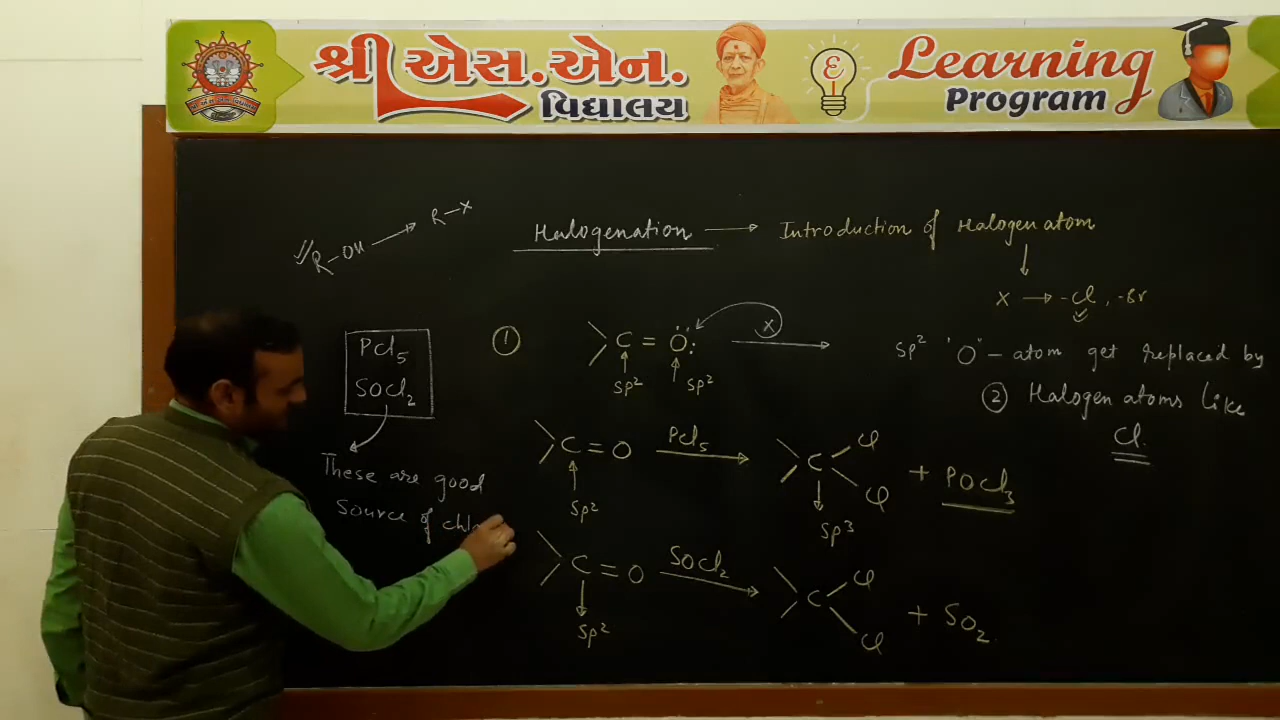 શ્રી એસ.એન.
વિદ્યાલય
Learning
Program
Halogenation → Introduction of Halogen atom
R-OH → R-X
X → -Cl, -Br
PCl5
SOCl2
These are good
source of chlo
① >C = Ö: X →
sp² sp²
sp² "O" - atom get replaced by
② Halogen atoms like
Cl.
>C = O PCl5 → >C Cl Cl + POCl3
sp² sp³
>C = O SOCl2 → >C Cl Cl + SO2
sp²